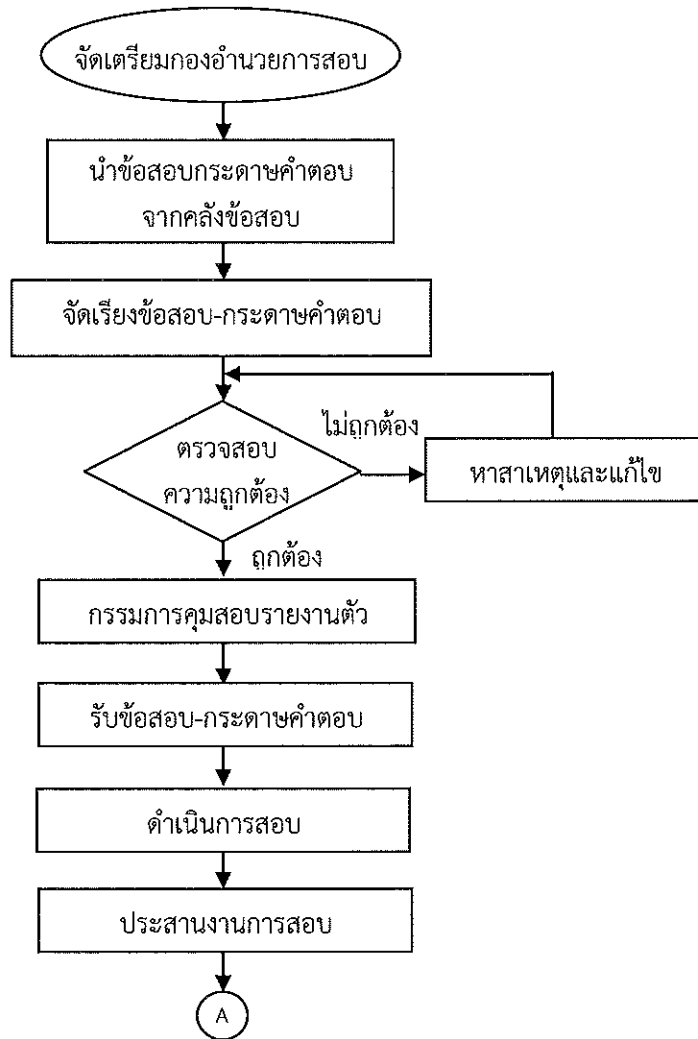 จัดเตรียมกองอำนวยการสอบ
นำข้อสอบกระดาษคำตอบ
จากคลังข้อสอบ
จัดเรียงข้อสอบ-กระดาษคำตอบ
ตรวจสอบ
ความถูกต้อง
ไม่ถูกต้อง
หาสาเหตุและแก้ไข
ถูกต้อง
กรรมการคุมสอบรายงานตัว
รับข้อสอบ-กระดาษคำตอบ
ดำเนินการสอบ
ประสานงานการสอบ
A